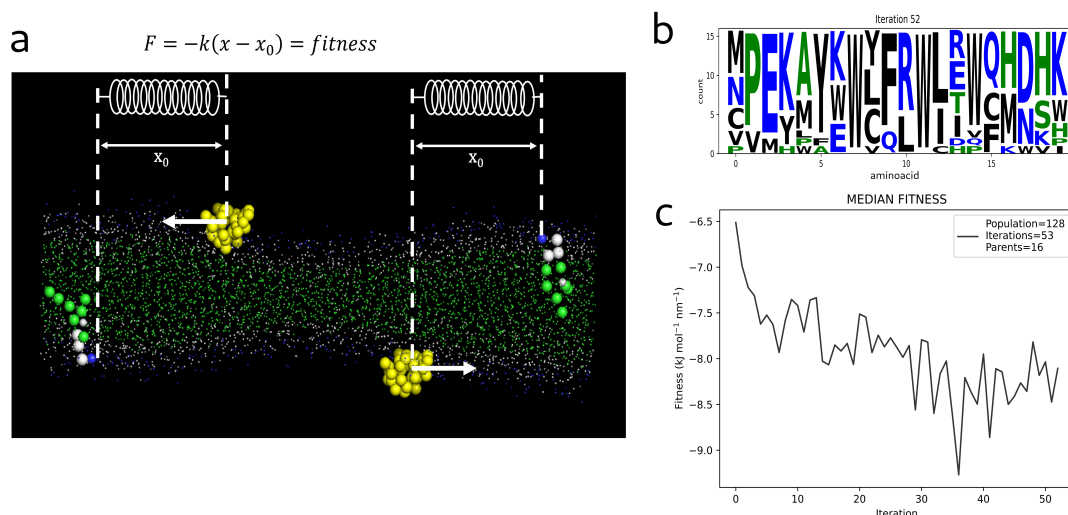 a
F = −k(x − x₀) = fitness
x₀
x₀
b
Iteration 52
count
15
10
5
0
0
5
10
15
aminoacid
c
MEDIAN FITNESS
Population=128
Iterations=53
Parents=16
Fitness (kJ mol⁻¹ nm⁻¹)
−6.5
−7.0
−7.5
−8.0
−8.5
−9.0
0
10
20
30
40
50
Iteration